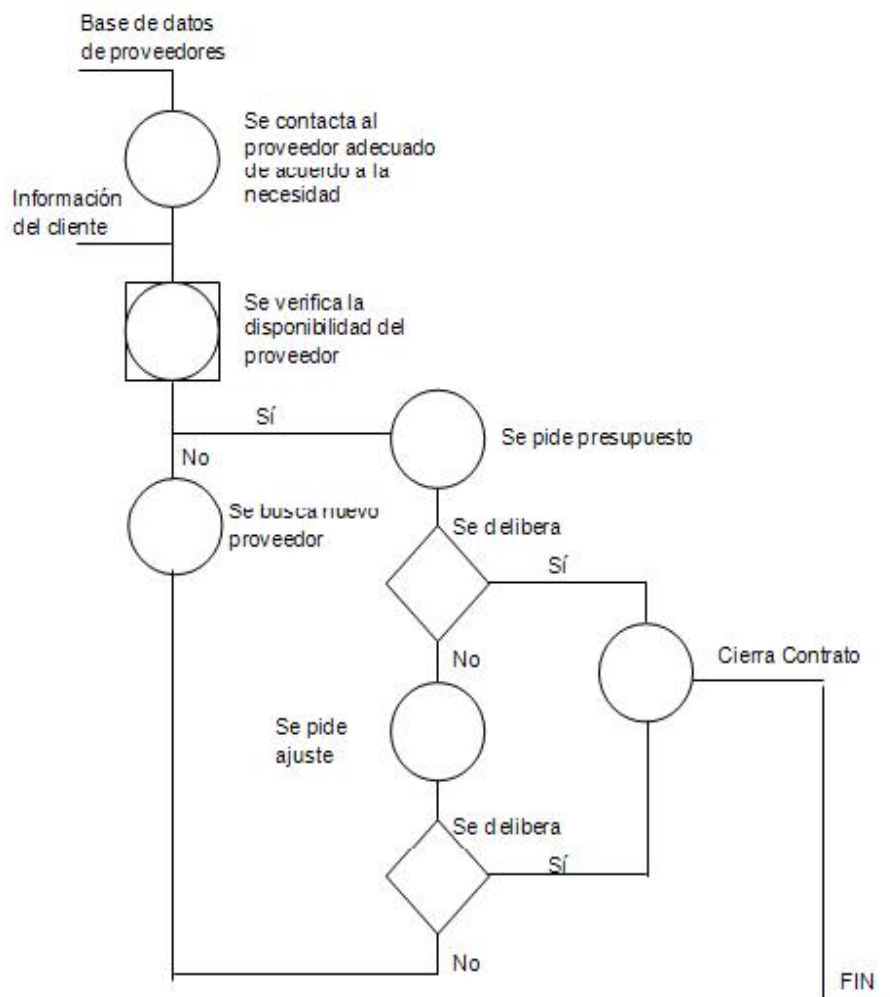 Base de datos
de proveedores
Se contacta al
proveedor adecuado
de acuerdo a la
necesidad
Información
del cliente
Se verifica la
disponibilidad del
proveedor
Sí
Se pide presupuesto
No
Se busca nuevo
proveedor
Se delibera
Sí
No
Cierra Contrato
Se pide
ajuste
Se delibera
Sí
No
FIN